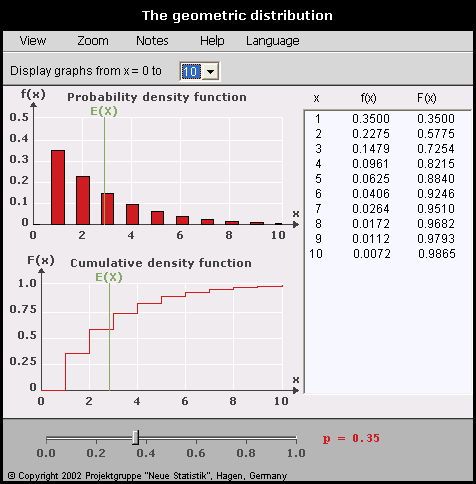 The geometric distribution
View Zoom Notes Help Language
Display graphs from x = 0 to 10
f(x) Probability density function
E(X)
0.5
0.4
0.3
0.2
0.1
0
x
0 2 4 6 8 10
F(x) Cumulative density function
E(X)
1.0
0.75
0.5
0.25
0
x
0 2 4 6 8 10
x f(x) F(x)
1 0.3500 0.3500
2 0.2275 0.5775
3 0.1479 0.7254
4 0.0961 0.8215
5 0.0625 0.8840
6 0.0406 0.9246
7 0.0264 0.9510
8 0.0172 0.9682
9 0.0112 0.9793
10 0.0072 0.9865
0.0 0.2 0.4 0.6 0.8 1.0
p = 0.35
© Copyright 2002 Projektgruppe "Neue Statistik", Hagen, Germany